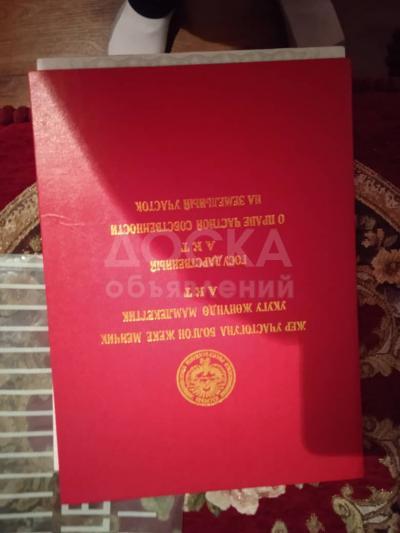 ЖЕР УЧАСТОГУНА БОЛГОН ЖЕКЕ МЕНЧИК
УКУГУ ЖӨНҮНДӨ МАМЛЕКЕТТИК
А К Т
ГОСУДАРСТВЕННЫЙ
А К Т
О ПРАВЕ ЧАСТНОЙ СОБСТВЕННОСТИ
НА ЗЕМЕЛЬНЫЙ УЧАСТОК
ДОСКА
объявлений